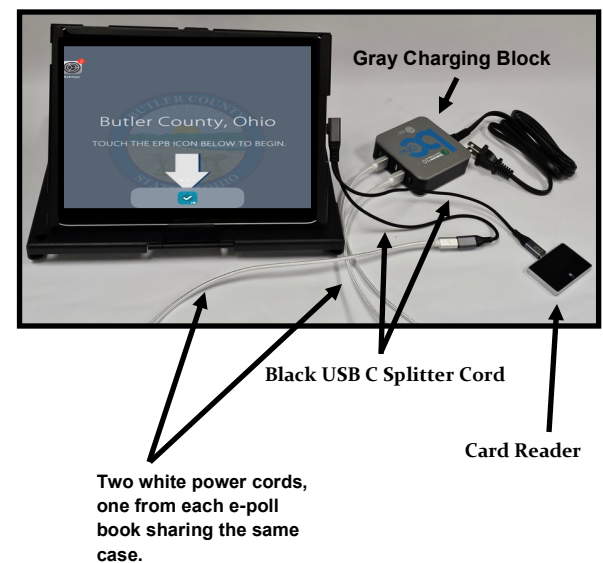 Gray Charging Block
Butler County, Ohio
TOUCH THE EPB ICON BELOW TO BEGIN.
Black USB C Splitter Cord
Card Reader
Two white power cords,
one from each e-poll
book sharing the same
case.